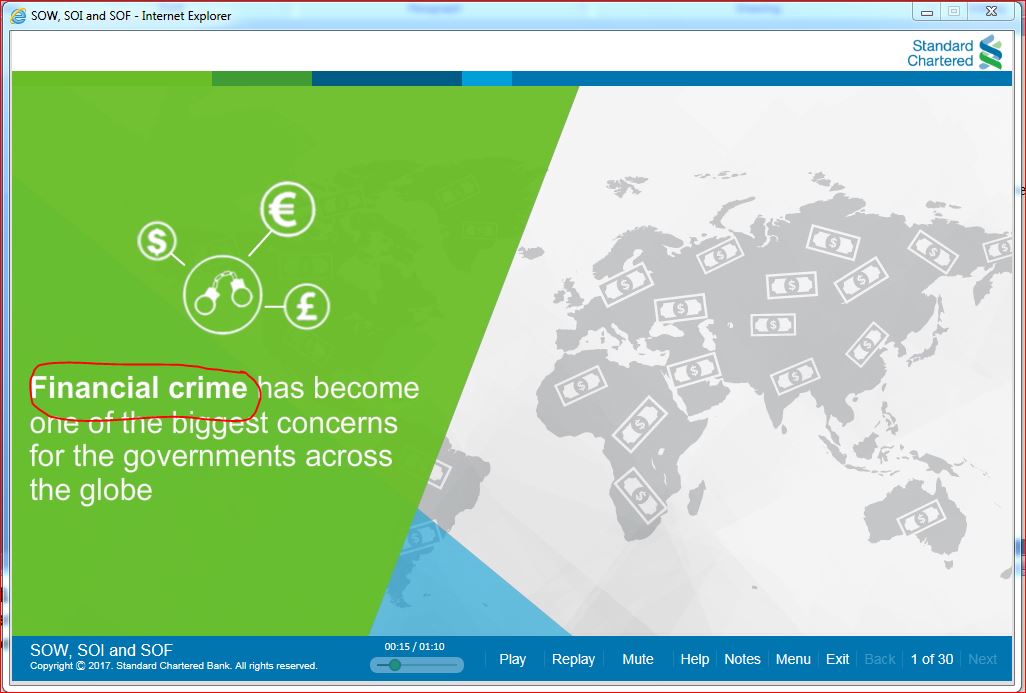 SOW, SOI and SOF - Internet Explorer
Standard
Chartered
$
€
£
Financial crime has become
one of the biggest concerns
for the governments across
the globe
SOW, SOI and SOF
Copyright © 2017. Standard Chartered Bank. All rights reserved.
00:15 / 01:10
Play Replay Mute Help Notes Menu Exit Back 1 of 30 Next